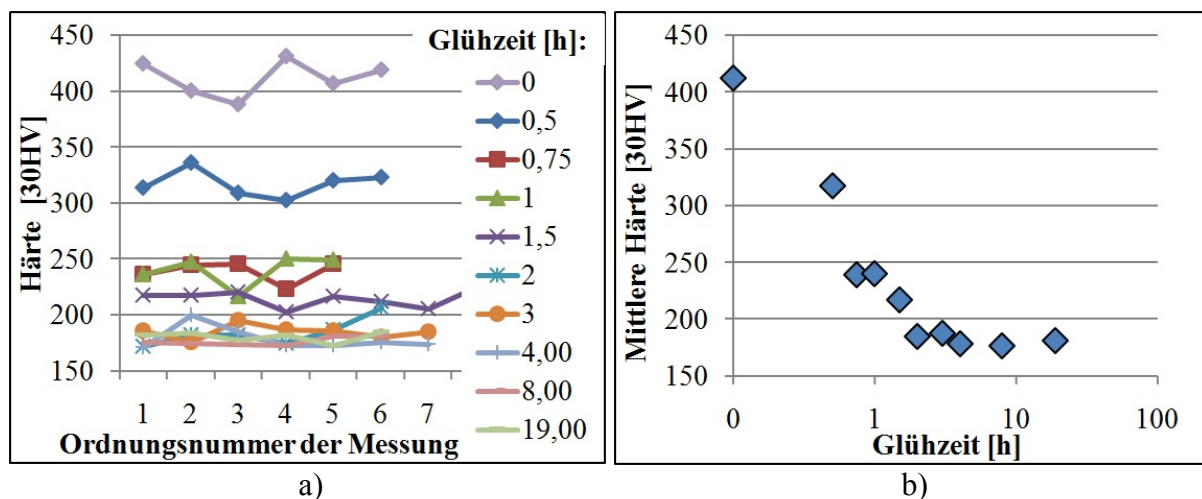 450
400
350
300
250
200
150
Härte [30HV]
1 2 3 4 5 6 7
Ordnungsnummer der Messung
Glühzeit [h]:
0
0,5
0,75
1
1,5
2
3
4,00
8,00
19,00
a)
450
400
350
300
250
200
150
Mittlere Härte [30HV]
0 1 10 100
Glühzeit [h]
b)